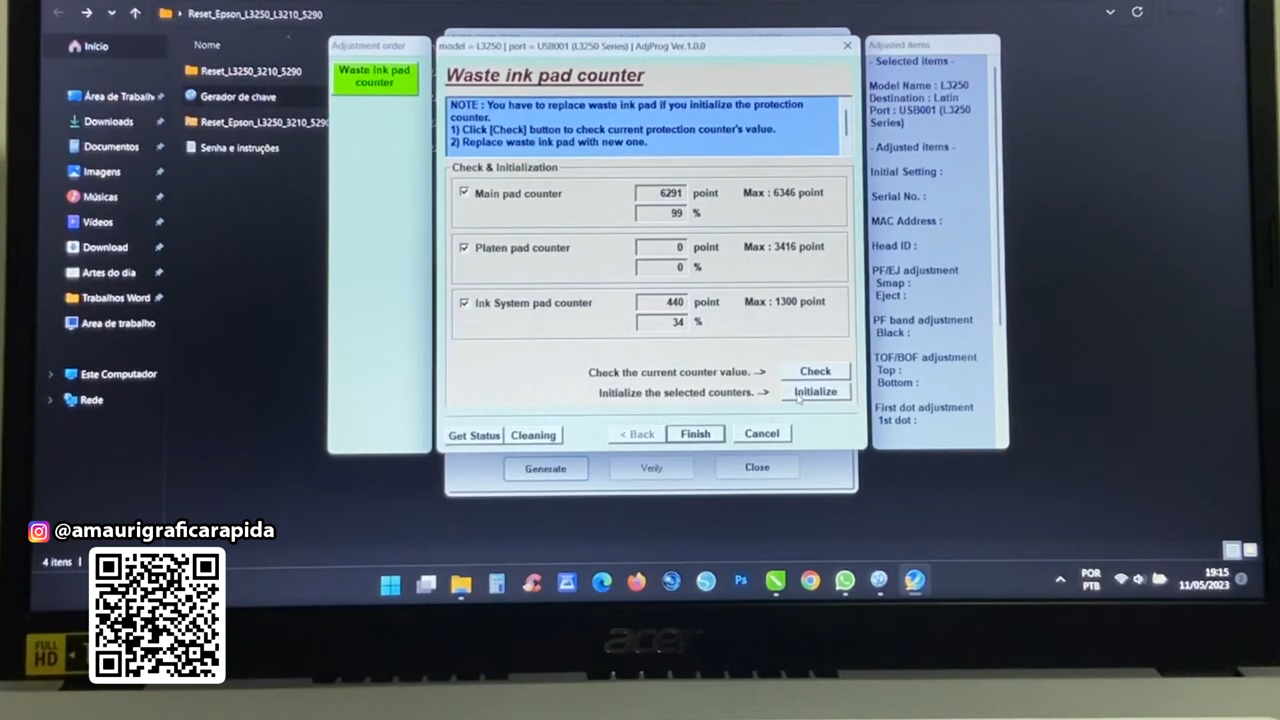 Reset_Epson_L3250_L3210_5290
Início
Área de Trabalh
Downloads
Documentos
Imagens
Músicas
Vídeos
Download
Artes do dia
Trabalhos Word
Area de trabalho
Este Computador
Rede
4 itens
Nome
Reset_L3250_3210_5290
Gerador de chave
Reset_Epson_L3250_3210_5290
Senha e instruções
Adjustment order
Waste ink pad
counter
model = L3250 | port = USB001 (L3250 Series) | AdjProg Ver.1.0.0
Waste ink pad counter
NOTE : You have to replace waste ink pad if you initialize the protection
counter.
1) Click [Check] button to check current protection counter's value.
2) Replace waste ink pad with new one.
Check & Initialization
Main pad counter 6291 point Max : 6346 point
99 %
Platen pad counter 0 point Max : 3416 point
0 %
Ink System pad counter 440 point Max : 1300 point
34 %
Check the current counter value. --> Check
Initialize the selected counters. --> Initialize
Get Status Cleaning < Back Finish Cancel
Generate Verify Close
Adjusted items
- Selected items -
Model Name : L3250
Destination : Latin
Port : USB001 (L3250
Series)
- Adjusted items -
Initial Setting :
Serial No. :
MAC Address :
Head ID :
PF/EJ adjustment
Smap :
Eject :
PF band adjustment
Black :
TOF/BOF adjustment
Top :
Bottom :
First dot adjustment
1st dot :
@amaurigraficarapida
Ps
POR
PTB
19:15
11/05/2023
FULL
HD
acer